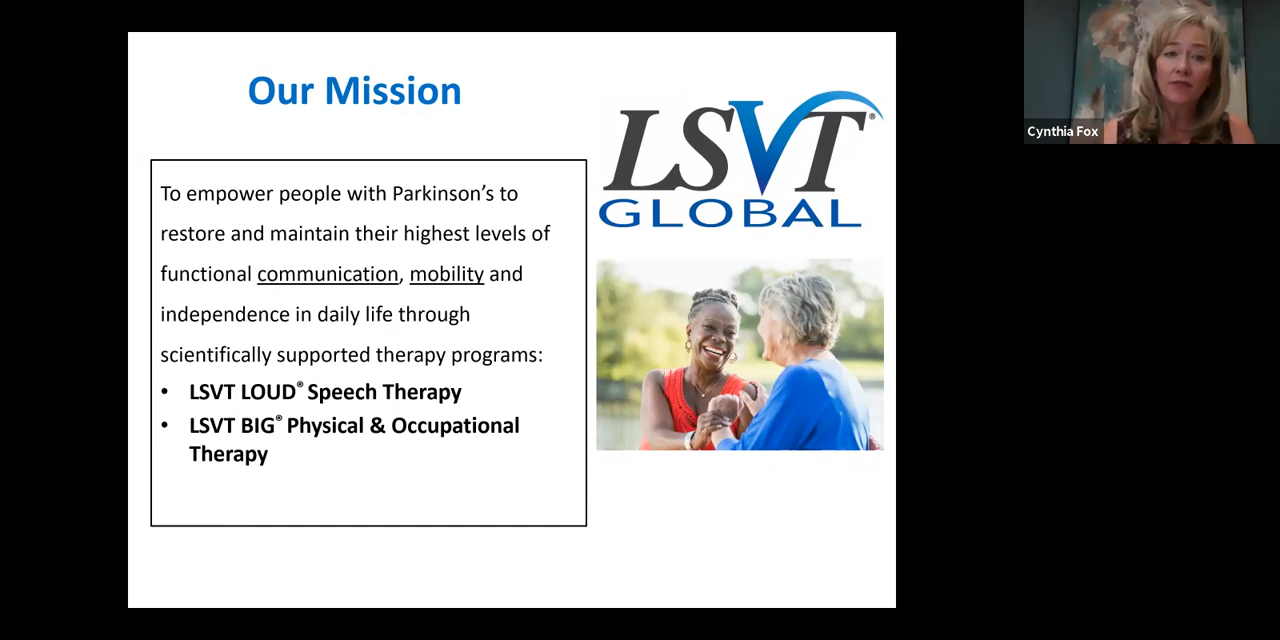 Our Mission
LSVT®
GLOBAL
Cynthia Fox
To empower people with Parkinson’s to
restore and maintain their highest levels of
functional communication, mobility and
independence in daily life through
scientifically supported therapy programs:
• LSVT LOUD® Speech Therapy
• LSVT BIG® Physical & Occupational
Therapy